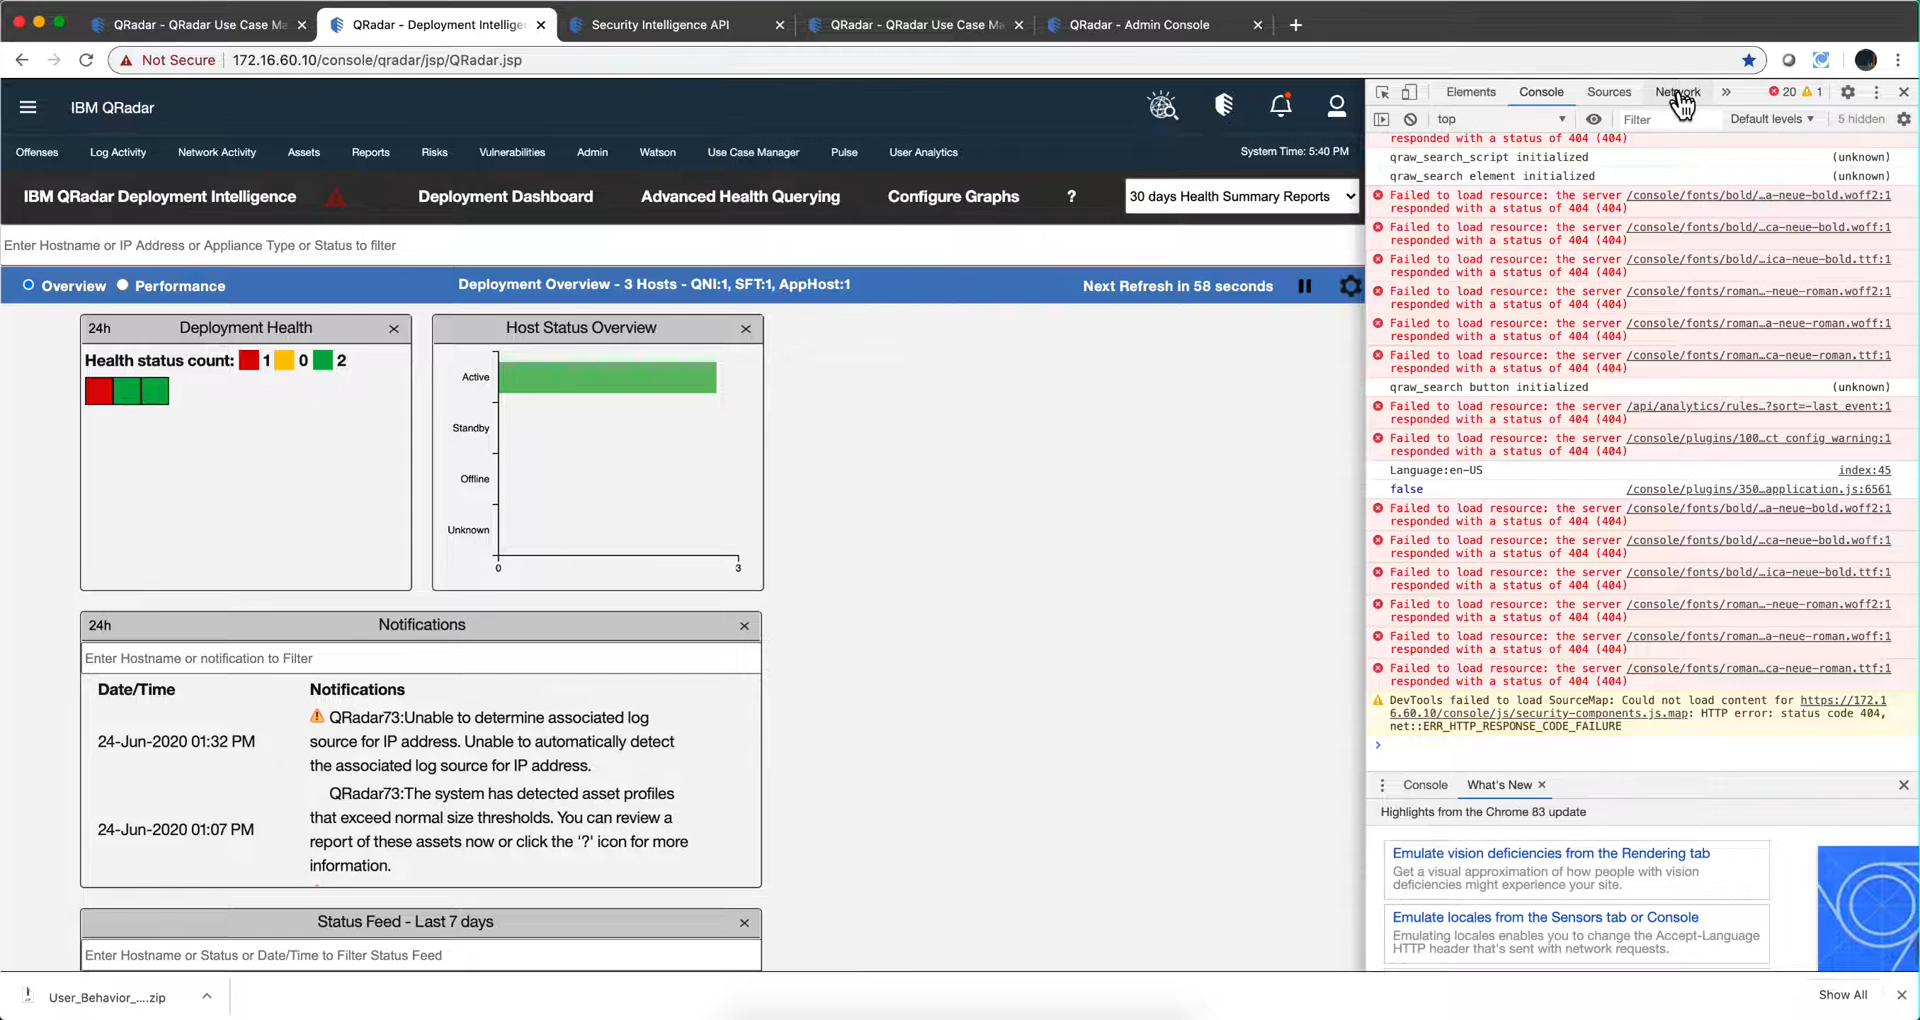 QRadar - QRadar Use Case Ma
QRadar - Deployment Intellige
Security Intelligence API
QRadar - QRadar Use Case Ma
QRadar - Admin Console
Not Secure
172.16.60.10/console/qradar/jsp/QRadar.jsp
IBM QRadar
Offenses
Log Activity
Network Activity
Assets
Reports
Risks
Vulnerabilities
Admin
Watson
Use Case Manager
Pulse
User Analytics
System Time: 5:40 PM
IBM QRadar Deployment Intelligence
Deployment Dashboard
Advanced Health Querying
Configure Graphs
?
30 days Health Summary Reports
Enter Hostname or IP Address or Appliance Type or Status to filter
Overview
Performance
Deployment Overview - 3 Hosts - QNI:1, SFT:1, AppHost:1
Next Refresh in 58 seconds
24h
Deployment Health
Health status count: 1 0 2
Host Status Overview
Active
Standby
Offline
Unknown
0
3
24h
Notifications
Enter Hostname or notification to Filter
Date/Time
Notifications
24-Jun-2020 01:32 PM
QRadar73:Unable to determine associated log
source for IP address. Unable to automatically detect
the associated log source for IP address.
24-Jun-2020 01:07 PM
QRadar73:The system has detected asset profiles
that exceed normal size thresholds. You can review a
report of these assets now or click the '?' icon for more
information.
Status Feed - Last 7 days
Enter Hostname or Status or Date/Time to Filter Status Feed
Elements
Console
Sources
Network
»
20
1
top
Filter
Default levels
5 hidden
responded with a status of 404 (404)
qraw_search_script initialized (unknown)
qraw_search element initialized (unknown)
Failed to load resource: the server /console/fonts/bold/…a-neue-bold.woff2:1
responded with a status of 404 (404)
Failed to load resource: the server /console/fonts/bold/…ca-neue-bold.woff:1
responded with a status of 404 (404)
Failed to load resource: the server /console/fonts/bold/…ica-neue-bold.ttf:1
responded with a status of 404 (404)
Failed to load resource: the server /console/fonts/roman…-neue-roman.woff2:1
responded with a status of 404 (404)
Failed to load resource: the server /console/fonts/roman…a-neue-roman.woff:1
responded with a status of 404 (404)
Failed to load resource: the server /console/fonts/roman…ca-neue-roman.ttf:1
responded with a status of 404 (404)
qraw_search button initialized (unknown)
Failed to load resource: the server /api/analytics/rules…?sort=-last_event:1
responded with a status of 404 (404)
Failed to load resource: the server /console/plugins/100…ct_config_warning:1
responded with a status of 404 (404)
Language:en-US index:45
false /console/plugins/350…application.js:6561
Failed to load resource: the server /console/fonts/bold/…a-neue-bold.woff2:1
responded with a status of 404 (404)
Failed to load resource: the server /console/fonts/bold/…ca-neue-bold.woff:1
responded with a status of 404 (404)
Failed to load resource: the server /console/fonts/bold/…ica-neue-bold.ttf:1
responded with a status of 404 (404)
Failed to load resource: the server /console/fonts/roman…-neue-roman.woff2:1
responded with a status of 404 (404)
Failed to load resource: the server /console/fonts/roman…a-neue-roman.woff:1
responded with a status of 404 (404)
Failed to load resource: the server /console/fonts/roman…ca-neue-roman.ttf:1
responded with a status of 404 (404)
DevTools failed to load SourceMap: Could not load content for https://172.1
6.60.10/console/js/security-components.js.map: HTTP error: status code 404,
net::ERR_HTTP_RESPONSE_CODE_FAILURE
Console
What's New
Highlights from the Chrome 83 update
Emulate vision deficiencies from the Rendering tab
Get a visual approximation of how people with vision
deficiencies might experience your site.
Emulate locales from the Sensors tab or Console
Emulating locales enables you to change the Accept-Language
HTTP header that's sent with network requests.
User_Behavior_....zip
Show All